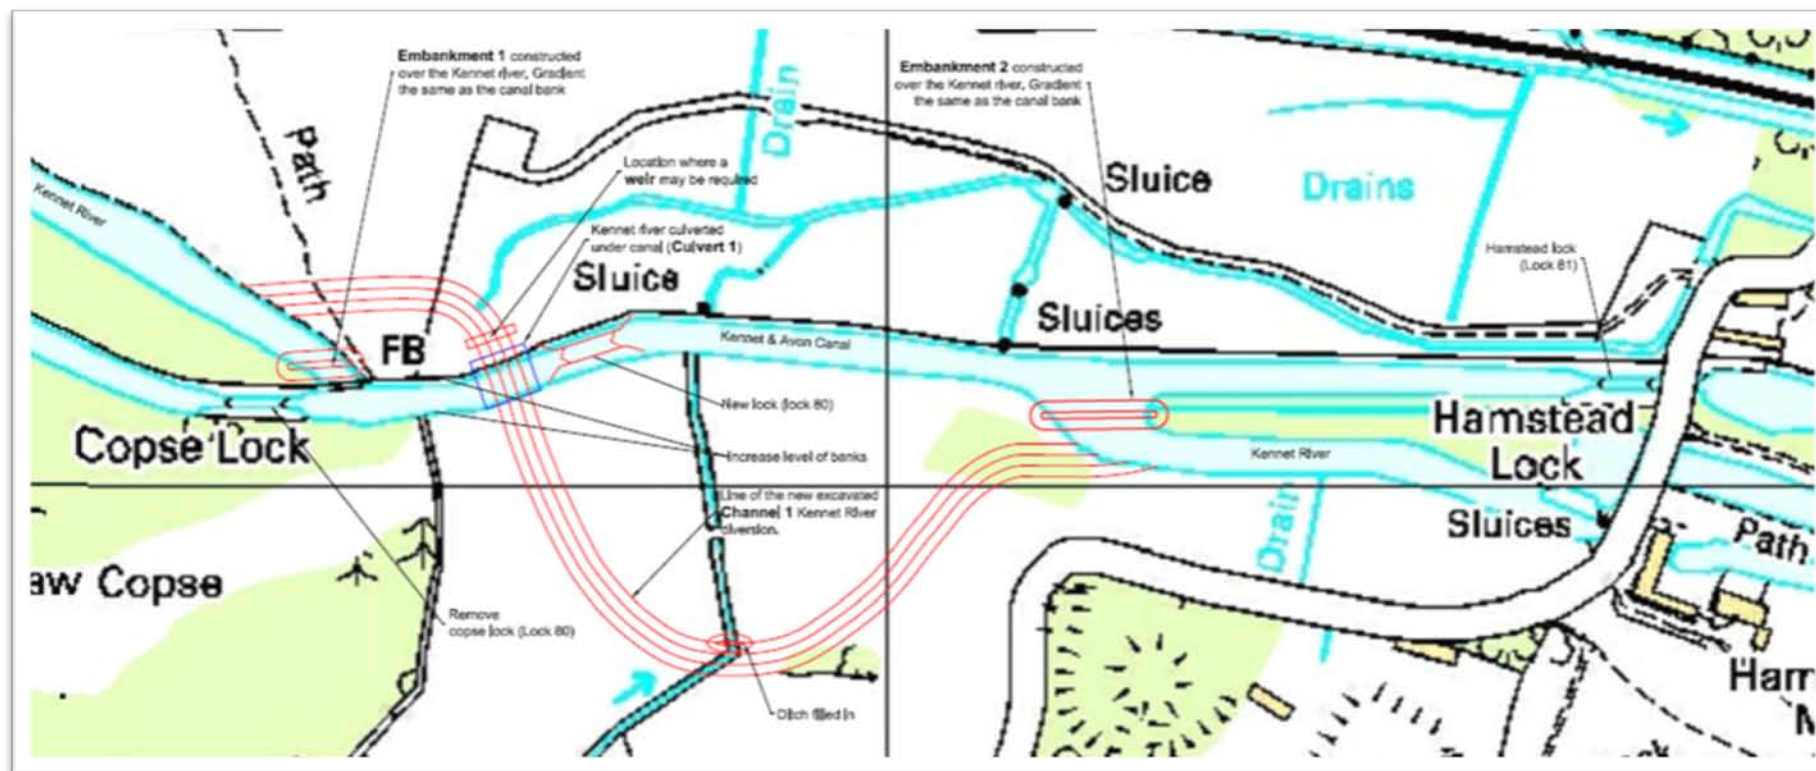 Embankment 1 constructed
over the Kennet river, Gradient
the same as the canal bank
Embankment 2 constructed
over the Kennet river, Gradient
the same as the canal bank
Drain
Path
Kennet River
Location where a
weir may be required
Sluice
Drains
Kennet river culverted
under canal (Culvert 1)
Sluice
Hamstead lock
(Lock 81)
Sluices
FB
Kennet & Avon Canal
New lock (lock 80)
Copse Lock
Hamstead
Lock
Increase level of banks
Kennet River
Line of the new excavated
Channel 1 Kennet River
diversion.
Drain
Sluices
Path
aw Copse
Remove
copse lock (Lock 80)
Ditch filled in
Ham